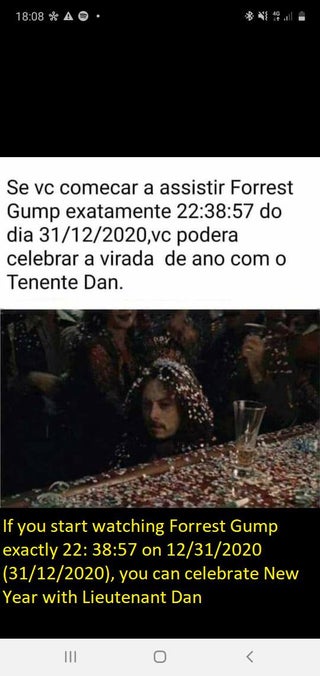 18:08
4G
Se vc comecar a assistir Forrest
Gump exatamente 22:38:57 do
dia 31/12/2020,vc podera
celebrar a virada  de ano com o
Tenente Dan.
If you start watching Forrest Gump
exactly 22: 38:57 on 12/31/2020
(31/12/2020), you can celebrate New
Year with Lieutenant Dan